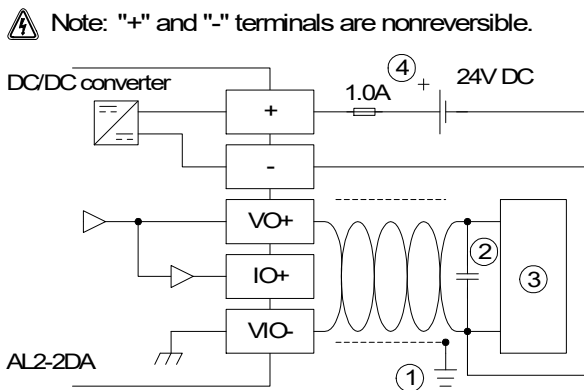 Note: "+" and "-" terminals are nonreversible.
DC/DC converter
④
+
24V DC
1.0A
+
-
VO+
IO+
VIO-
②
③
AL2-2DA
①